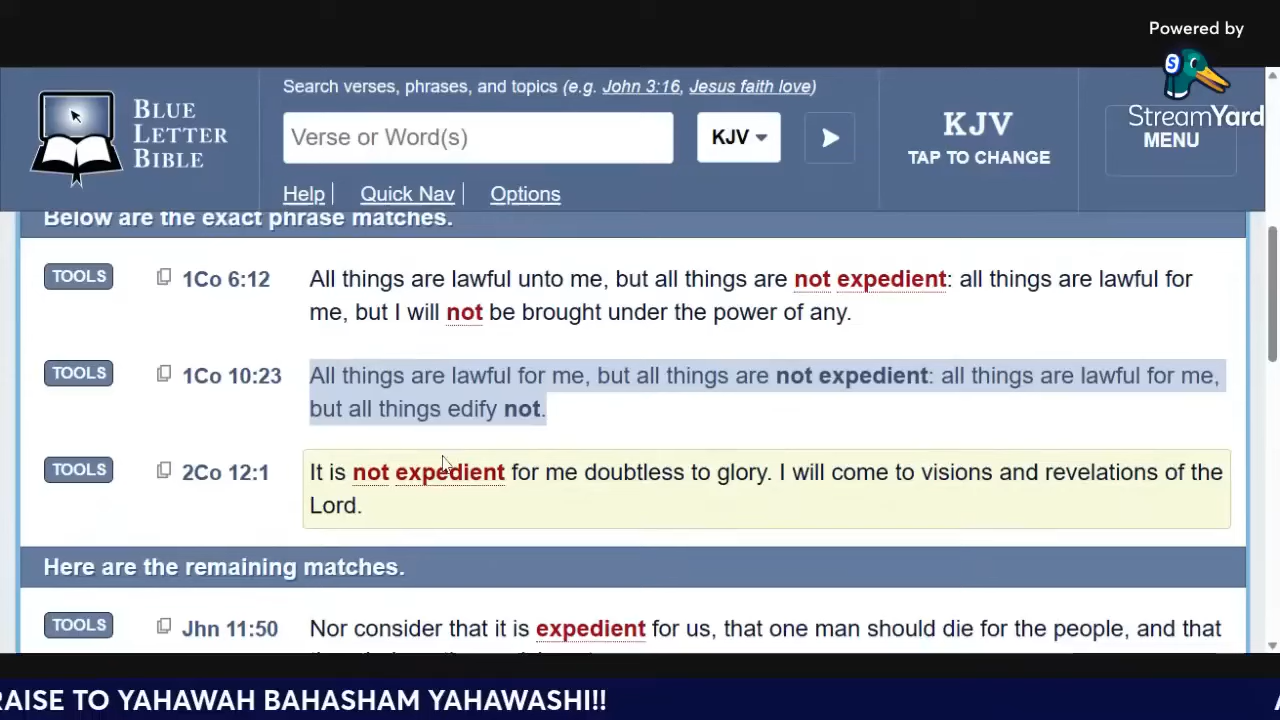 Powered by
StreamYard
BLUE
LETTER
BIBLE
Search verses, phrases, and topics (e.g. John 3:16, Jesus faith love)
Verse or Word(s)
KJV
KJV
TAP TO CHANGE
MENU
Help
Quick Nav
Options
Below are the exact phrase matches.
TOOLS
1Co 6:12
All things are lawful unto me, but all things are not expedient: all things are lawful for
me, but I will not be brought under the power of any.
TOOLS
1Co 10:23
All things are lawful for me, but all things are not expedient: all things are lawful for me,
but all things edify not.
TOOLS
2Co 12:1
It is not expedient for me doubtless to glory. I will come to visions and revelations of the
Lord.
Here are the remaining matches.
TOOLS
Jhn 11:50
Nor consider that it is expedient for us, that one man should die for the people, and that
RAISE TO YAHAWAH BAHASHAM YAHAWASHI!!